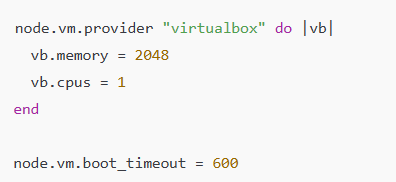 node.vm.provider "virtualbox" do |vb|
  vb.memory = 2048
  vb.cpus = 1
end

node.vm.boot_timeout = 600